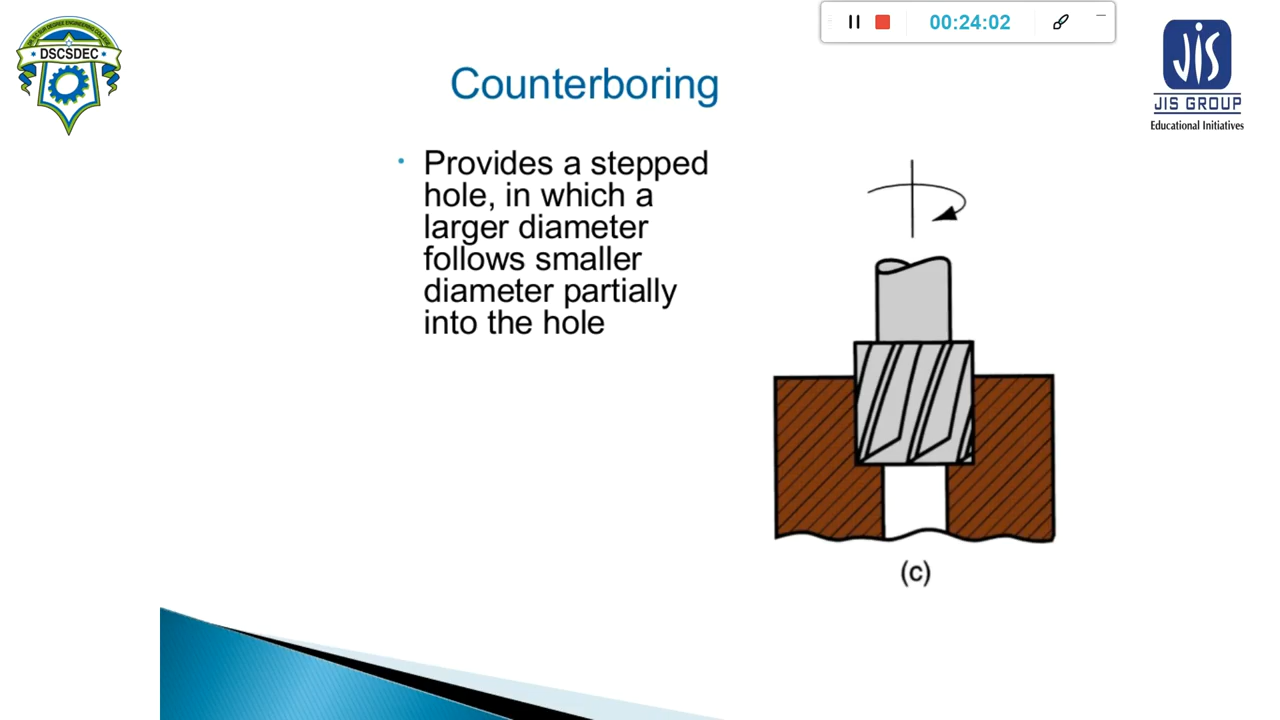 00:24:02
DSCSDEC
JIS
JIS GROUP
Educational Initiatives
Counterboring
• Provides a stepped
hole, in which a
larger diameter
follows smaller
diameter partially
into the hole
(c)